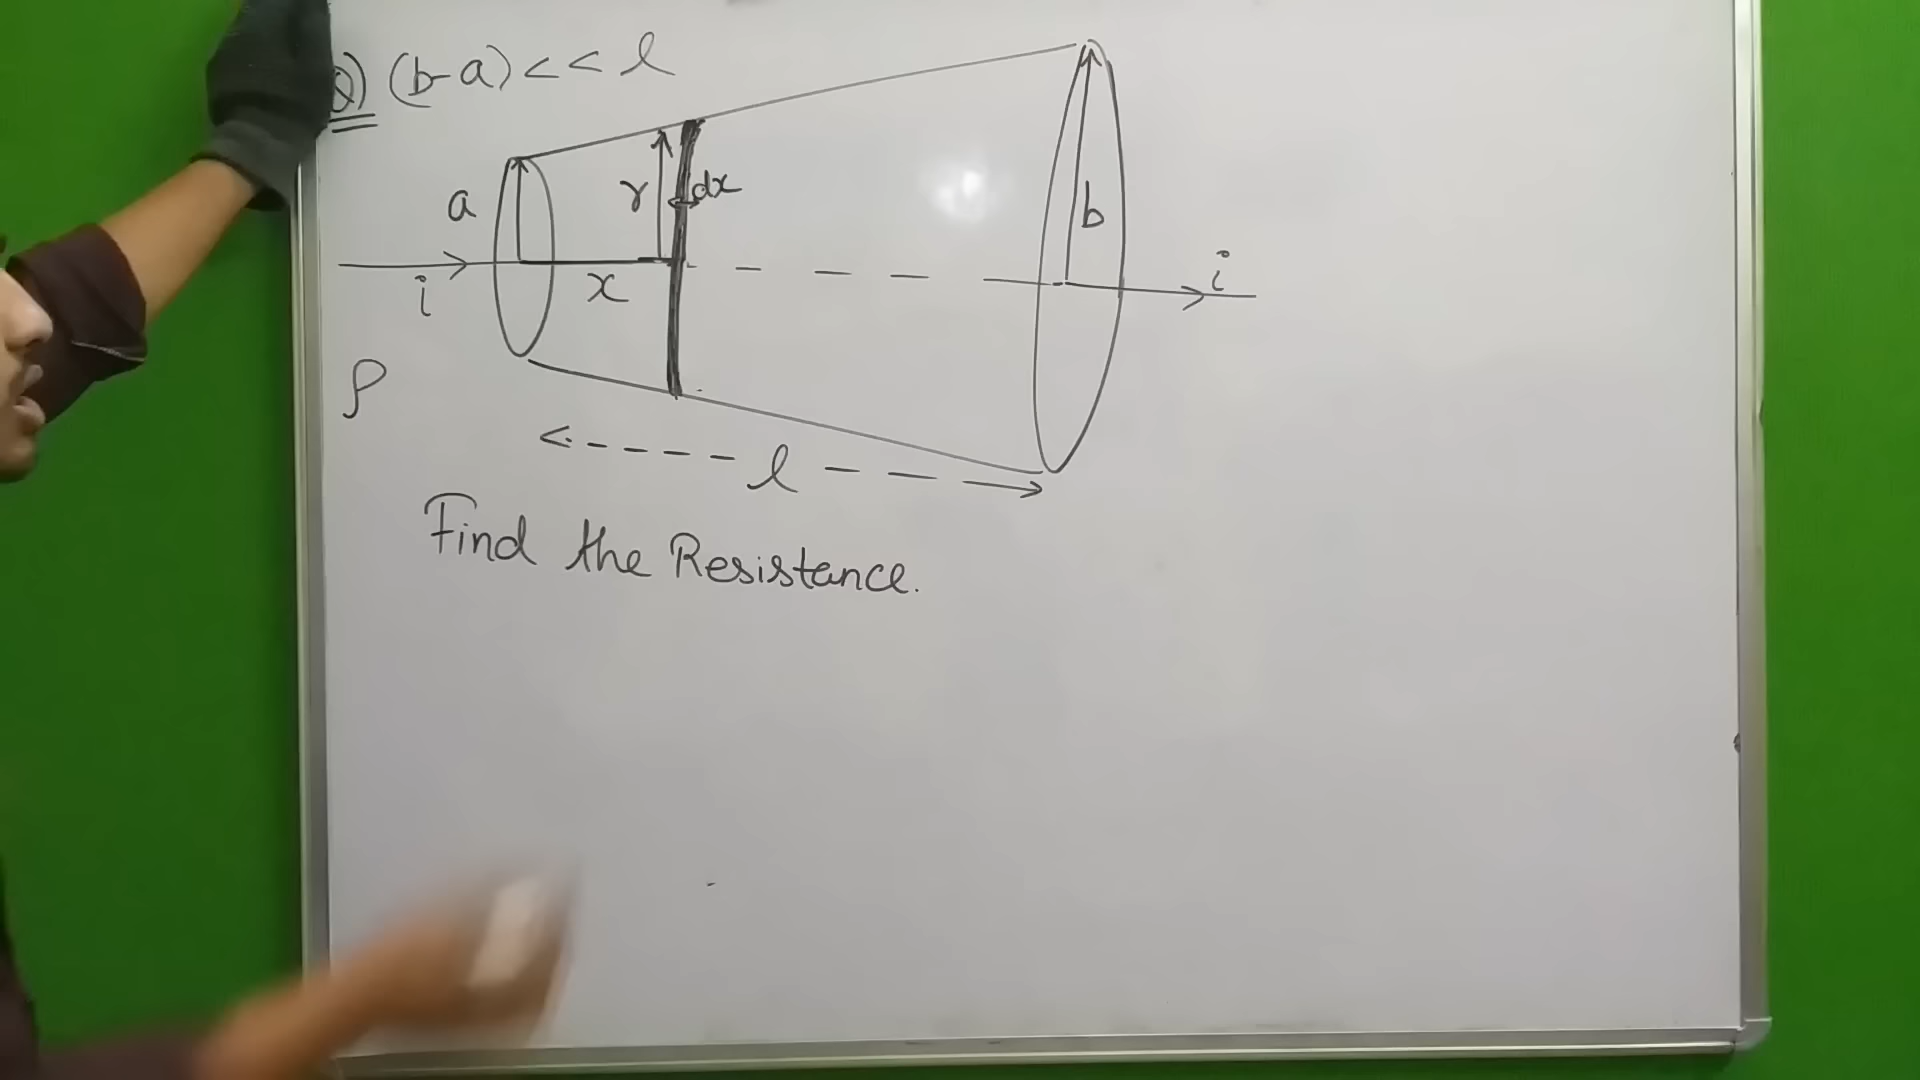 Q) (b-a) << l
a
r
dx
b
i
x
i
ρ
l
Find the Resistance.